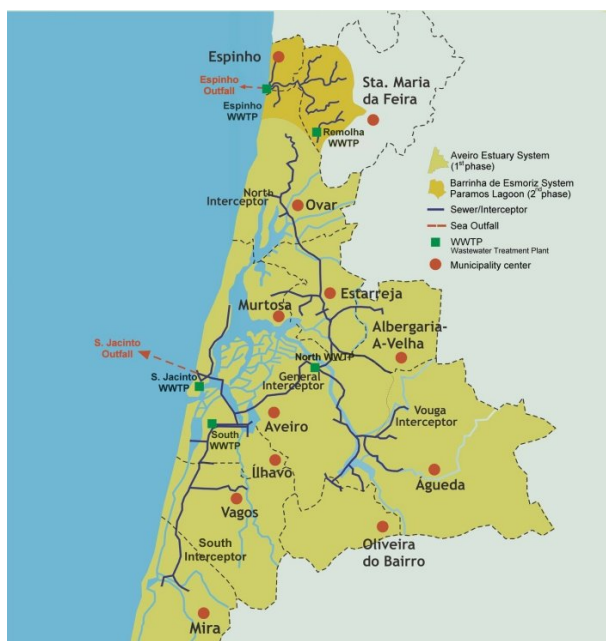 Espinho
Espinho
Outfall
Espinho
WWTP
Sta. Maria
da Feira
Remolha
WWTP
Aveiro Estuary System
(1st phase)
Barrinha de Esmoriz System
Paramos Lagoon (2nd phase)
Sewer/Interceptor
Sea Outfall
WWTP
Wastewater Treatment Plant
Municipality center
North
Interceptor
Ovar
Estarreja
Murtosa
Albergaria-
A-Velha
S. Jacinto
Outfall
North WWTP
General
Interceptor
S. Jacinto
WWTP
Vouga
Interceptor
Aveiro
South
WWTP
Ílhavo
Águeda
Vagos
Oliveira
do Bairro
South
Interceptor
Mira